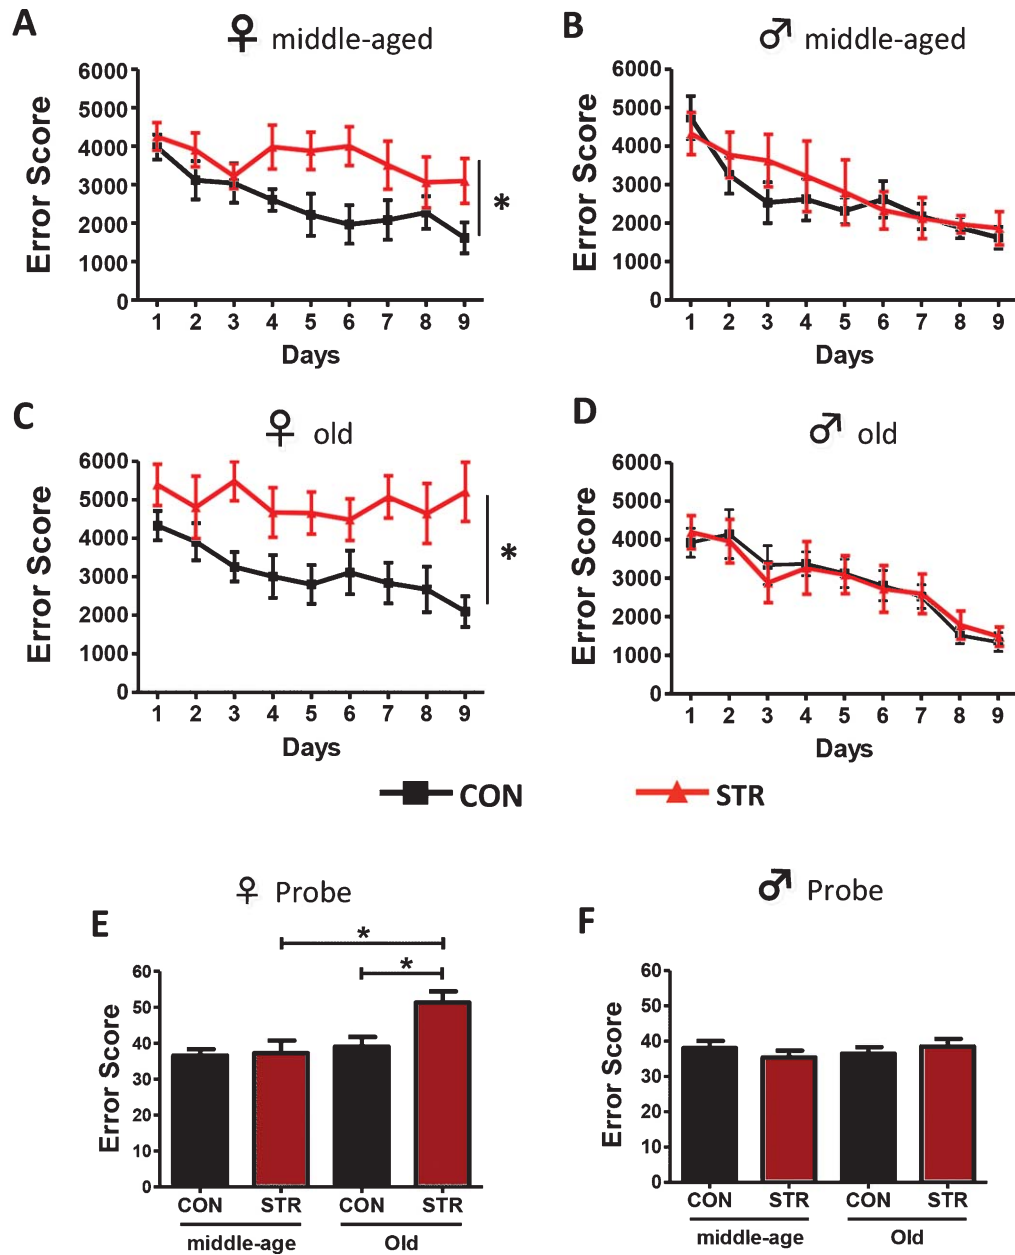 A
♀ middle-aged
6000
5000
4000
3000
2000
1000
0
Error Score
*
1 2 3 4 5 6 7 8 9
Days
B
♂ middle-aged
6000
5000
4000
3000
2000
1000
0
Error Score
1 2 3 4 5 6 7 8 9
Days
C
♀ old
6000
5000
4000
3000
2000
1000
0
Error Score
*
1 2 3 4 5 6 7 8 9
Days
D
♂ old
6000
5000
4000
3000
2000
1000
0
Error Score
1 2 3 4 5 6 7 8 9
Days
CON STR
♀ Probe
E
*
*
60
50
40
30
20
10
0
Error Score
CON STR CON STR
middle-age Old
♂ Probe
F
60
50
40
30
20
10
0
Error Score
CON STR CON STR
middle-age Old